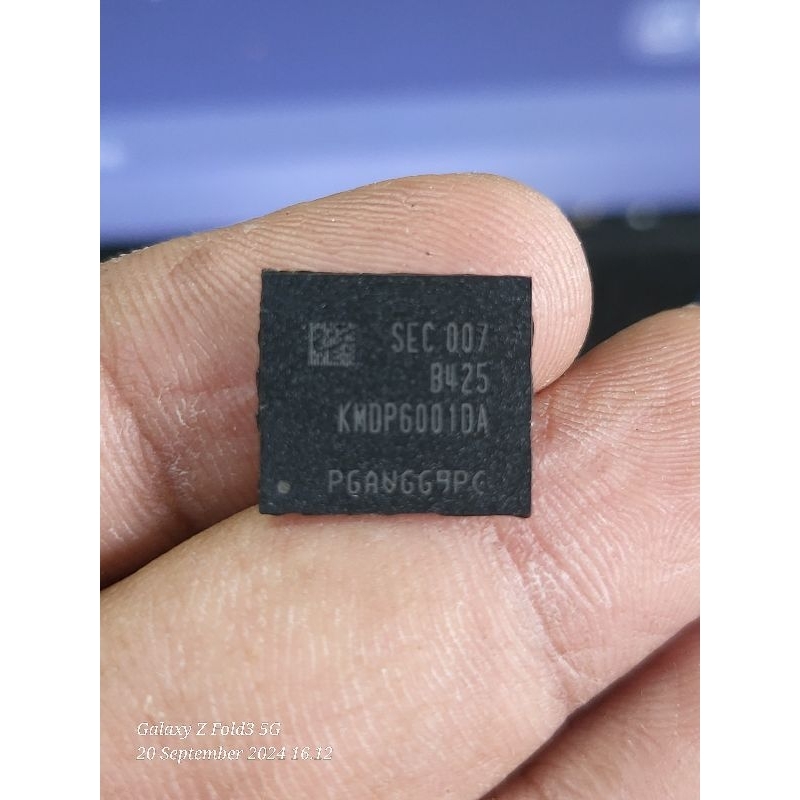 SEC 007
B425
KMDP6001DA
PGAVGG9PC
Galaxy Z Fold3 5G
20 September 2024 16.12